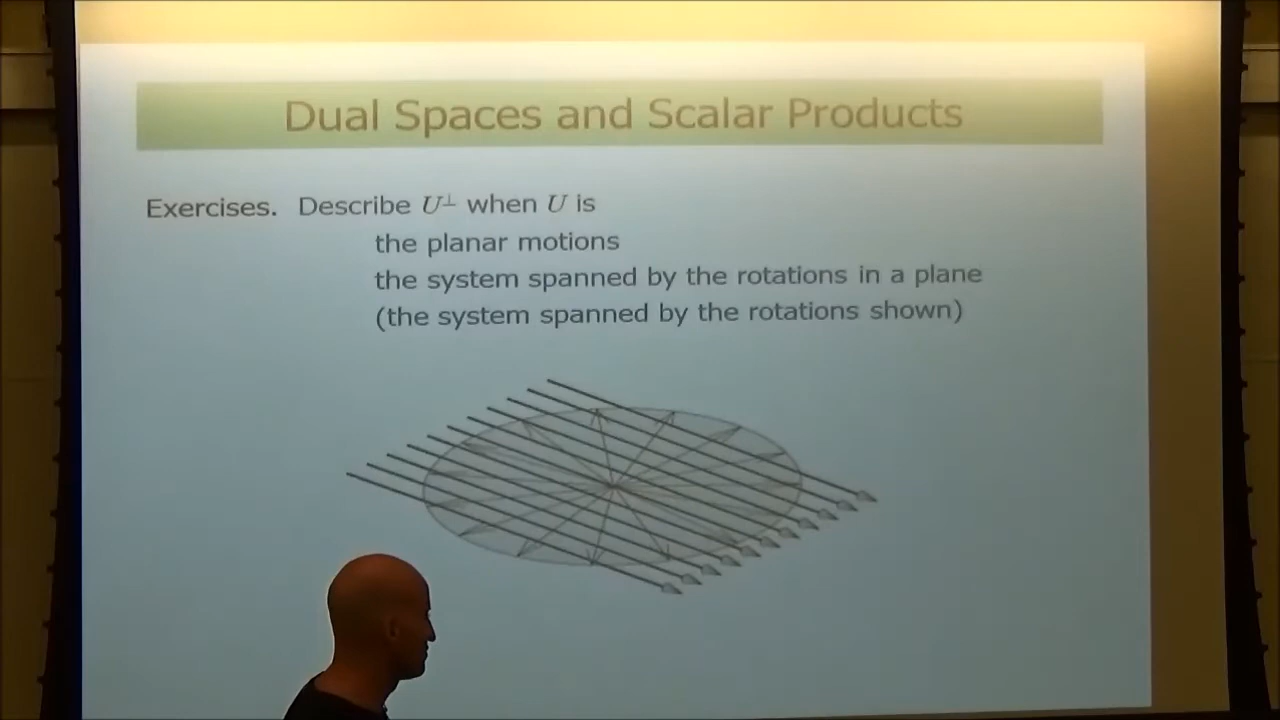 Dual Spaces and Scalar Products
Exercises. Describe U⊥ when U is
the planar motions
the system spanned by the rotations in a plane
(the system spanned by the rotations shown)